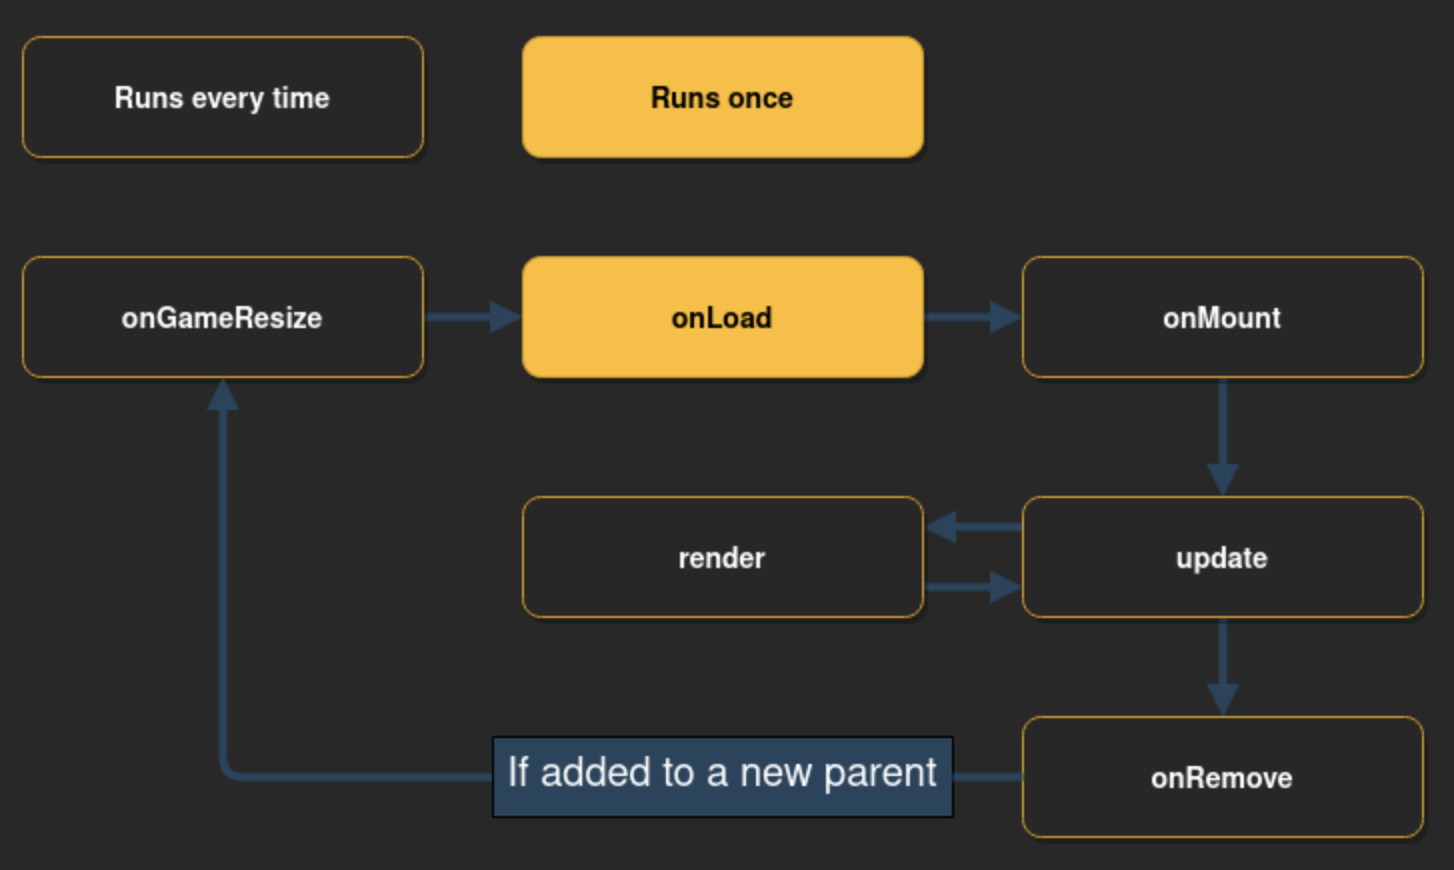 Runs every time
Runs once
onGameResize
onLoad
onMount
render
update
If added to a new parent
onRemove